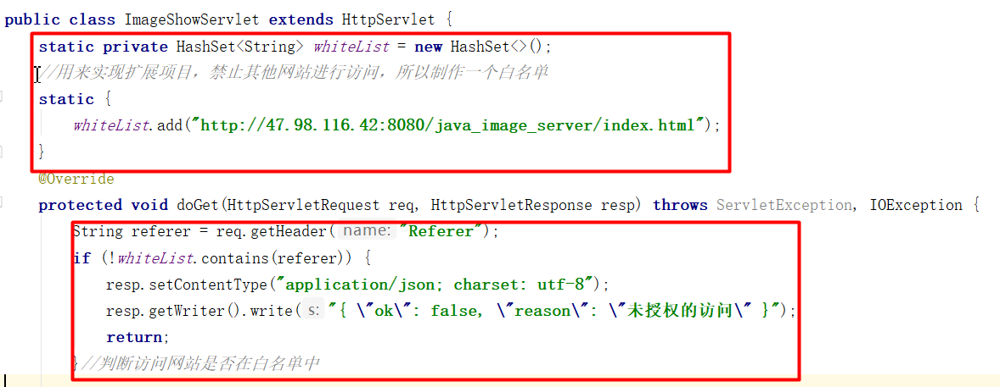 public class ImageShowServlet extends HttpServlet {
static private HashSet<String> whiteList = new HashSet<>();
//用来实现扩展项目，禁止其他网站进行访问，所以制作一个白名单
static {
whiteList.add("http://47.98.116.42:8080/java_image_server/index.html");
}
@Override
protected void doGet(HttpServletRequest req, HttpServletResponse resp) throws ServletException, IOException {
String referer = req.getHeader( name: "Referer");
if (!whiteList.contains(referer)) {
resp.setContentType("application/json; charset: utf-8");
resp.getWriter().write( s: "{ \"ok\": false, \"reason\": \"未授权的访问\" }");
return;
}//判断访问网站是否在白名单中